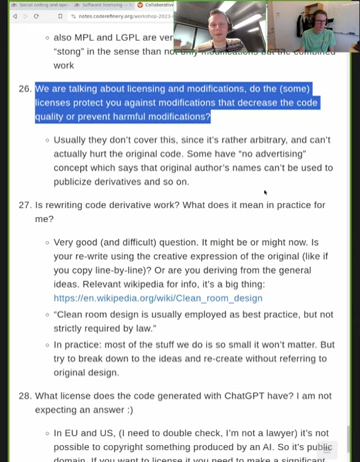 Social coding and ope
Software licensing
Collaborative
notes.coderefinery.org/workshop-2023-
also MPL and LGPL are ver
"stong" in the sense than not only modifications but the combined
work
26. We are talking about licensing and modifications, do the (some)
licenses protect you against modifications that decrease the code
quality or prevent harmful modifications?
Usually they don't cover this, since it's rather arbitrary, and can't
actually hurt the original code. Some have "no advertising"
concept which says that original author's names can't be used to
publicize derivatives and so on.
27. Is rewriting code derivative work? What does it mean in practice for
me?
Very good (and difficult) question. It might be or might now. Is
your re-write using the creative expression of the original (like if
you copy line-by-line)? Or are you deriving from the general
ideas. Relevant wikipedia for info, it's a big thing:
https://en.wikipedia.org/wiki/Clean_room_design
"Clean room design is usually employed as best practice, but not
strictly required by law."
In practice: most of the stuff we do is so small it won't matter. But
try to break down to the ideas and re-create without referring to
original design.
28. What license does the code generated with ChatGPT have? I am not
expecting an answer :)
In EU and US, (I need to double check, I'm not a lawyer) it's not
possible to copyright something produced by an AI. So it's public
domain. If you want to license it you need to make a significant